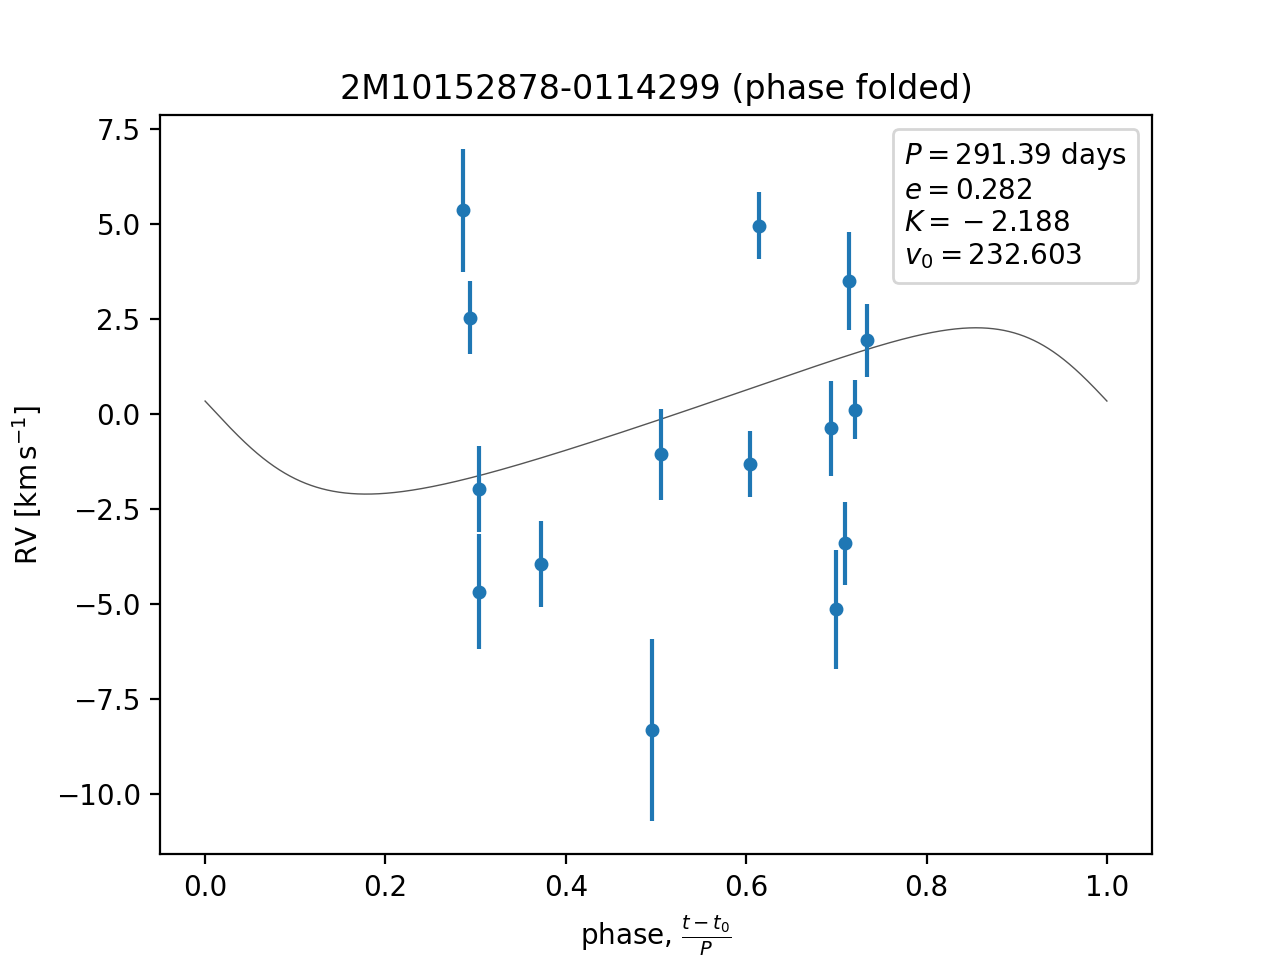 2M10152878-0114299 (phase folded)
P = 291.39 days
e = 0.282
K = −2.188
v₀ = 232.603
7.5
5.0
2.5
0.0
−2.5
−5.0
−7.5
−10.0
RV [km s⁻¹]
0.0 0.2 0.4 0.6 0.8 1.0
phase, (t − t₀)/P